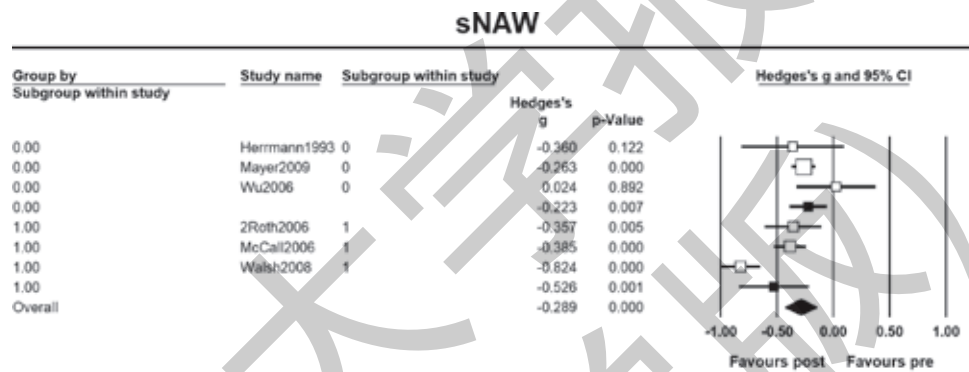 sNAW
Group by Study name Subgroup within study Hedges's g and 95% CI
Subgroup within study
Hedges's
g p-Value
0.00 Herrmann1993 0 -0.360 0.122
0.00 Mayer2009 0 -0.263 0.000
0.00 Wu2006 0 0.024 0.892
0.00 -0.223 0.007
1.00 2Roth2006 1 -0.357 0.005
1.00 McCall2006 1 -0.385 0.000
1.00 Walsh2008 1 -0.824 0.000
1.00 -0.526 0.001
Overall -0.289 0.000
-1.00 -0.50 0.00 0.50 1.00
Favours post Favours pre